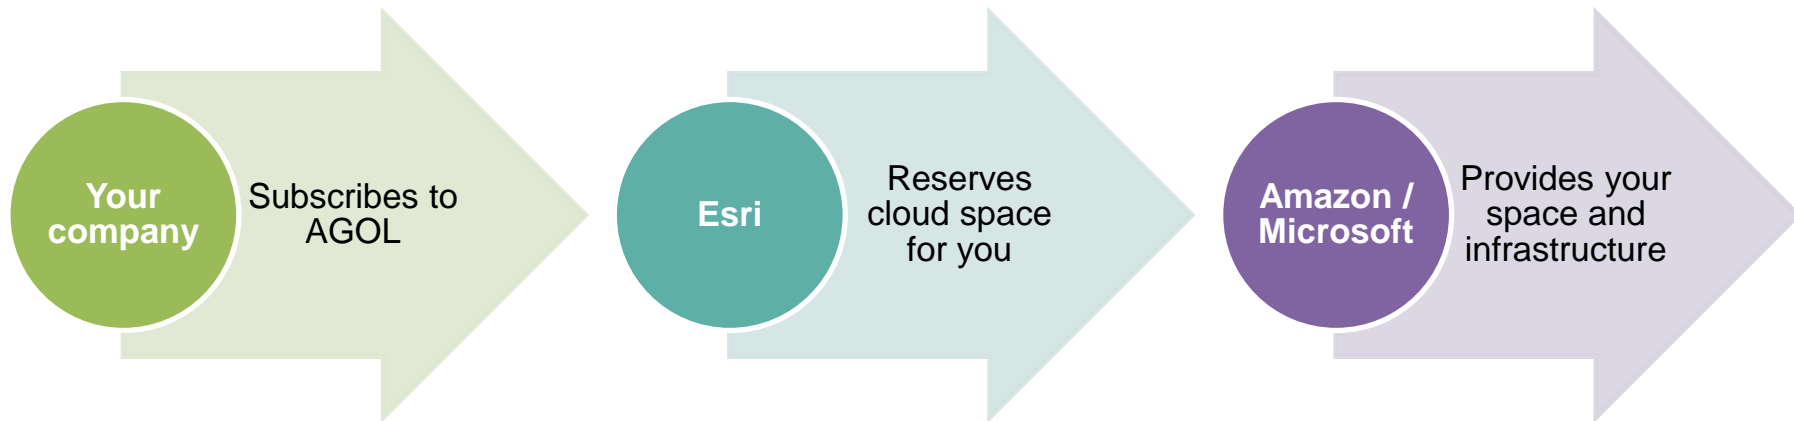 Your
company
Subscribes to
AGOL
Esri
Reserves
cloud space
for you
Amazon /
Microsoft
Provides your
space and
infrastructure